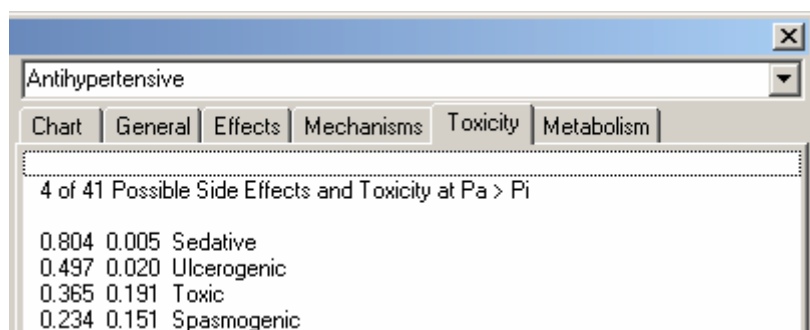 Antihypertensive
Chart General Effects Mechanisms Toxicity Metabolism
4 of 41 Possible Side Effects and Toxicity at Pa > Pi
0.804 0.005 Sedative
0.497 0.020 Ulcerogenic
0.365 0.191 Toxic
0.234 0.151 Spasmogenic